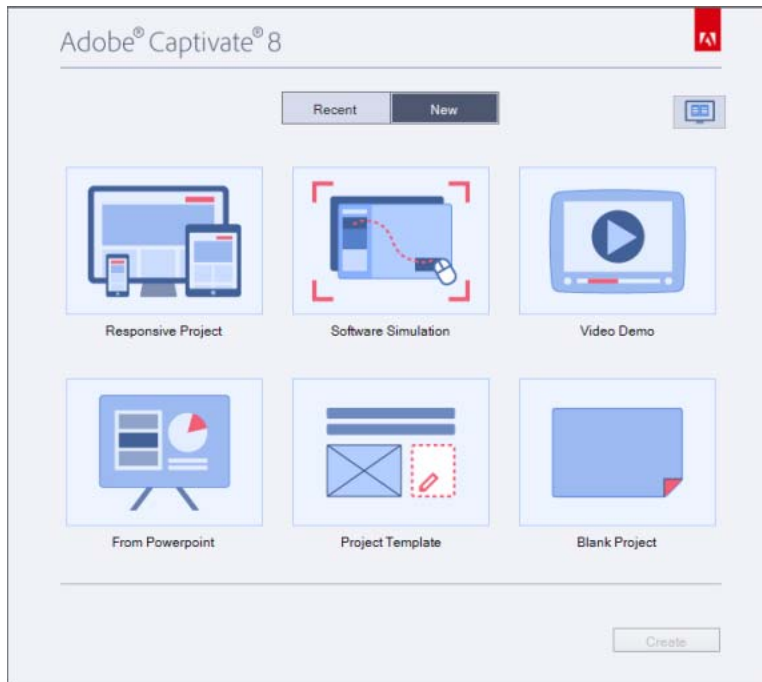 Adobe® Captivate® 8
Recent New
Responsive Project Software Simulation Video Demo
From Powerpoint Project Template Blank Project
Create